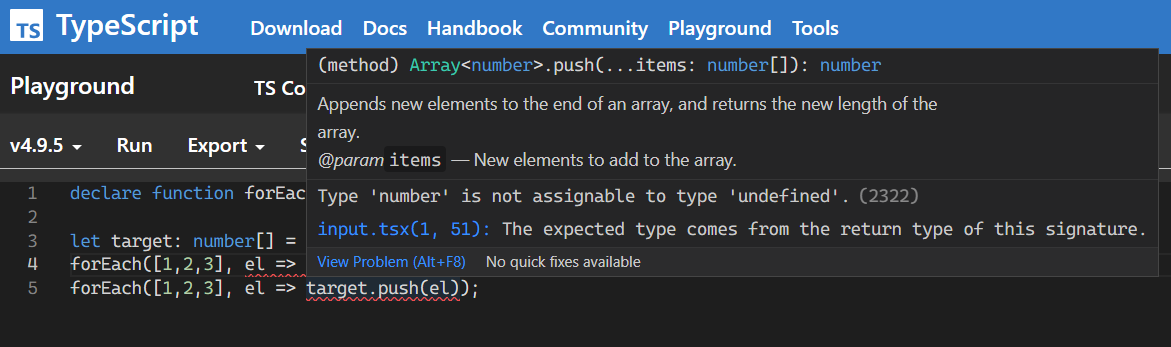 TS TypeScript Download Docs Handbook Community Playground Tools
(method) Array<number>.push(...items: number[]): number
Playground TS Co
Appends new elements to the end of an array, and returns the new length of the
array.
v4.9.5 Run Export S
@param items — New elements to add to the array.
1 declare function forEac
Type 'number' is not assignable to type 'undefined'. (2322)
2
input.tsx(1, 51): The expected type comes from the return type of this signature.
3 let target: number[] =
4 forEach([1,2,3], el =>
View Problem (Alt+F8) No quick fixes available
5 forEach([1,2,3], el => target.push(el));